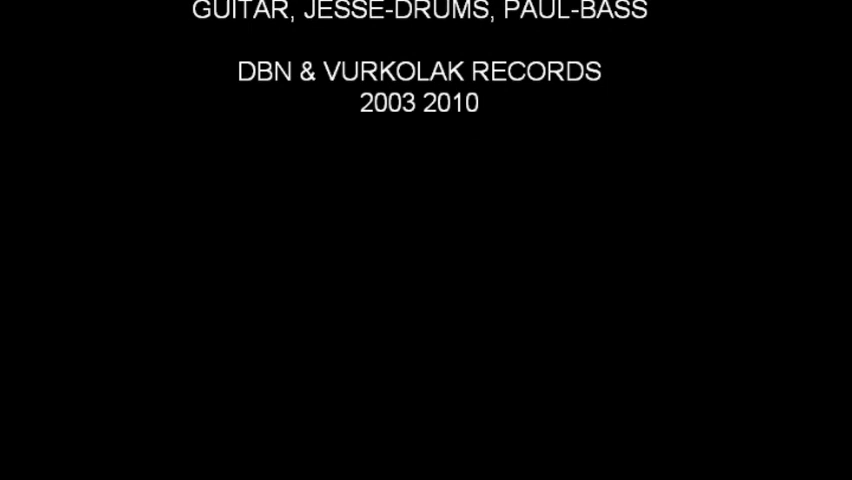 GUITAR, JESSE-DRUMS, PAUL-BASS
DBN & VURKOLAK RECORDS
2003 2010